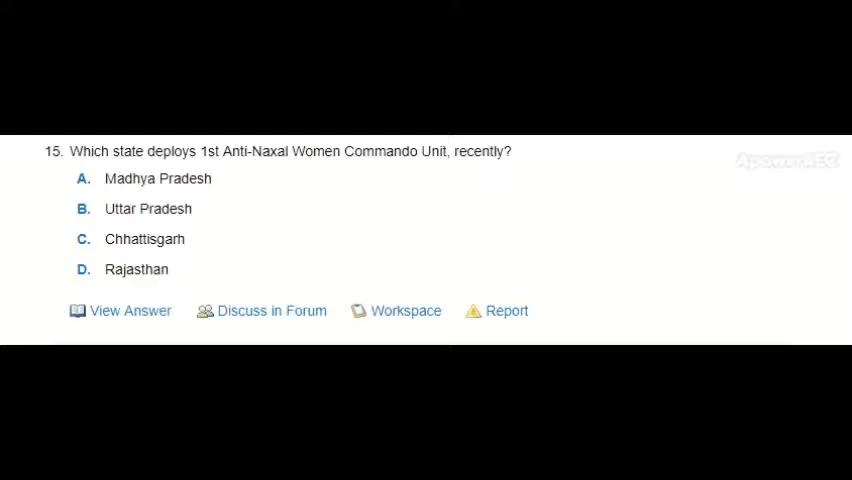 15. Which state deploys 1st Anti-Naxal Women Commando Unit, recently?
ApowerREC
A. Madhya Pradesh
B. Uttar Pradesh
C. Chhattisgarh
D. Rajasthan
View Answer Discuss in Forum Workspace Report